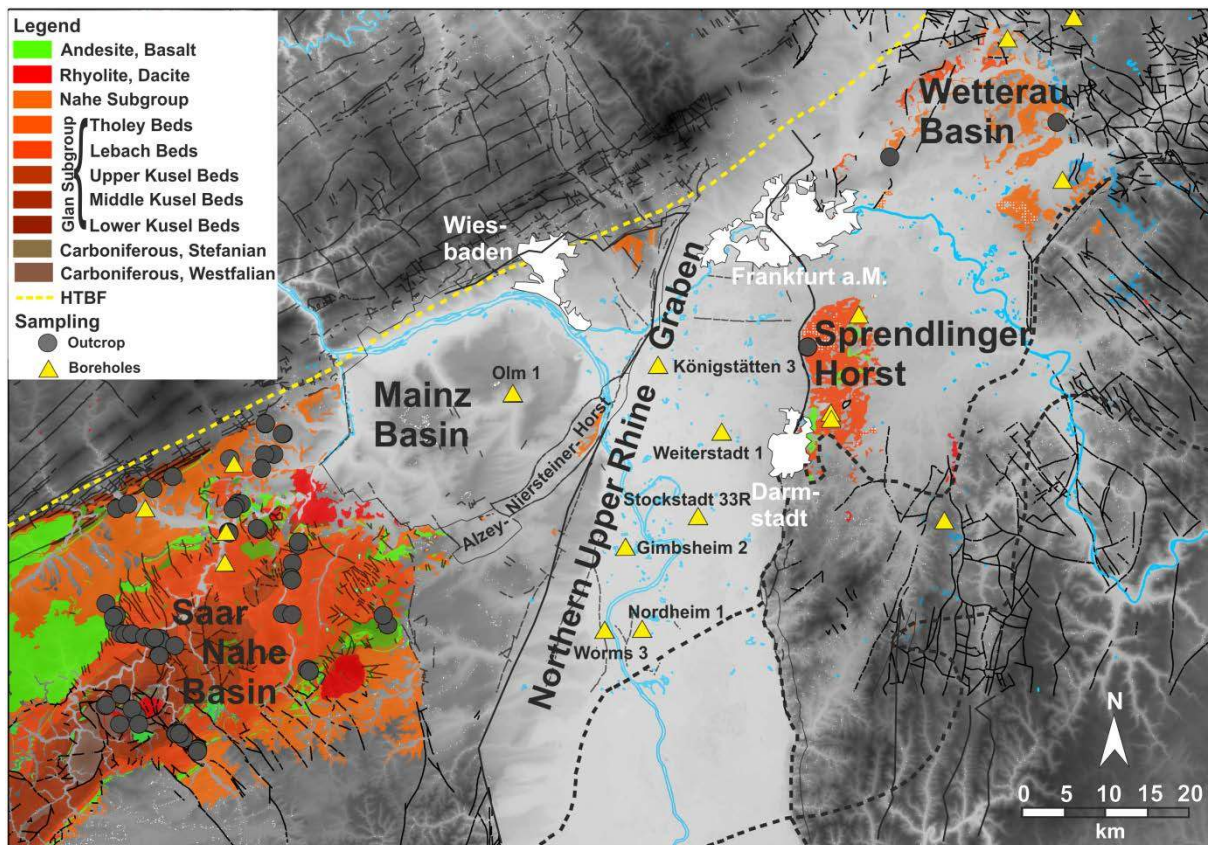 Legend
Andesite, Basalt
Rhyolite, Dacite
Nahe Subgroup
Glan Subgroup
Tholey Beds
Lebach Beds
Upper Kusel Beds
Middle Kusel Beds
Lower Kusel Beds
Carboniferous, Stefanian
Carboniferous, Westfalian
HTBF
Sampling
Outcrop
Boreholes
Wetterau
Basin
Wies-
baden
Frankfurt a.M.
Northern Upper Rhine Graben
Sprendlinger
Horst
Königstätten 3
Olm 1
Mainz
Basin
Alzey- Niersteiner- Horst
Weiterstadt 1
Darm-
stadt
Stockstadt 33R
Gimbsheim 2
Nordheim 1
Worms 3
Saar
Nahe
Basin
N
0 5 10 15 20
km